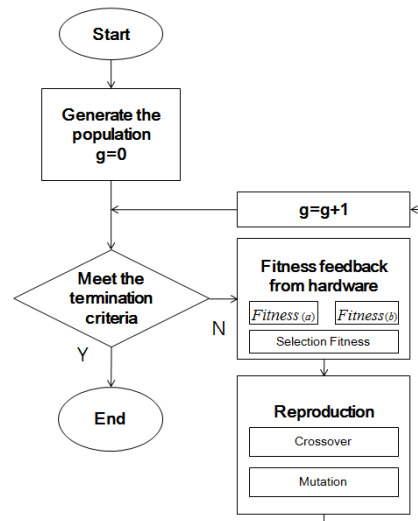 Start
Generate the
population
g=0
g=g+1
Meet the
termination
criteria
N
Y
End
Fitness feedback
from hardware
Fitness(a) Fitness(b)
Selection Fitness
Reproduction
Crossover
Mutation